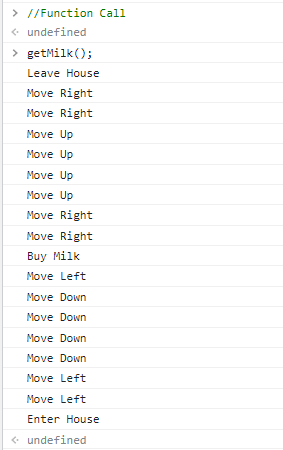 > //Function Call
<· undefined
> getMilk();
Leave House
Move Right
Move Right
Move Up
Move Up
Move Up
Move Up
Move Right
Move Right
Buy Milk
Move Left
Move Down
Move Down
Move Down
Move Down
Move Left
Move Left
Enter House
<· undefined